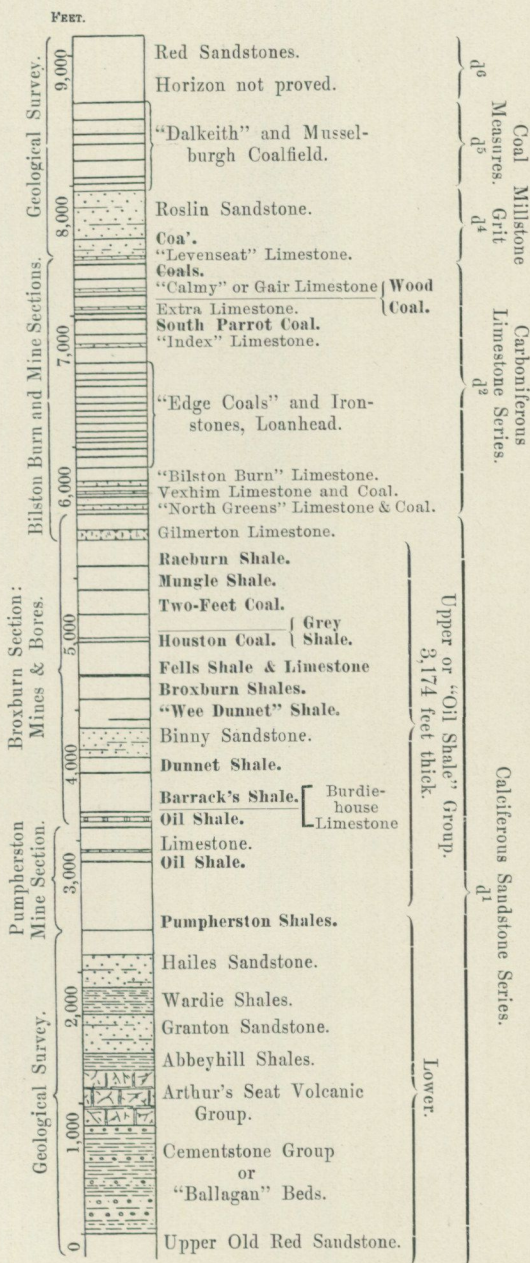 FEET.
9,000
8,000
7,000
6,000
5,000
4,000
3,000
2,000
1,000
0
Geological Survey.
Bilston Burn and Mine Sections.
Broxburn Section:
Mines & Bores.
Pumpherston
Mine Section.
Geological Survey.
Red Sandstones.
Horizon not proved.
"Dalkeith" and Mussel-
burgh Coalfield.
Roslin Sandstone.
Coa'.
"Levenseat" Limestone.
Coals.
"Calmy" or Gair Limestone
Extra Limestone.
Wood
Coal.
South Parrot Coal.
"Index" Limestone.
"Edge Coals" and Iron-
stones, Loanhead.
"Bilston Burn" Limestone.
Vexhim Limestone and Coal.
"North Greens" Limestone & Coal.
Gilmerton Limestone.
Raeburn Shale.
Mungle Shale.
Two-Feet Coal.
Houston Coal.
Grey
Shale.
Fells Shale & Limestone
Broxburn Shales.
"Wee Dunnet" Shale.
Binny Sandstone.
Dunnet Shale.
Barrack's Shale.
Oil Shale.
Burdie-
house
Limestone
Limestone.
Oil Shale.
Pumpherston Shales.
Hailes Sandstone.
Wardie Shales.
Granton Sandstone.
Abbeyhill Shales.
Arthur's Seat Volcanic
Group.
Cementstone Group
or
"Ballagan" Beds.
Upper Old Red Sandstone.
d6
Coal
Measures.
d5
Millstone
Grit
d4
Carboniferous
Limestone Series.
d2
Upper or "Oil Shale" Group.
3,174 feet thick.
Lower.
Calciferous Sandstone Series.
d1